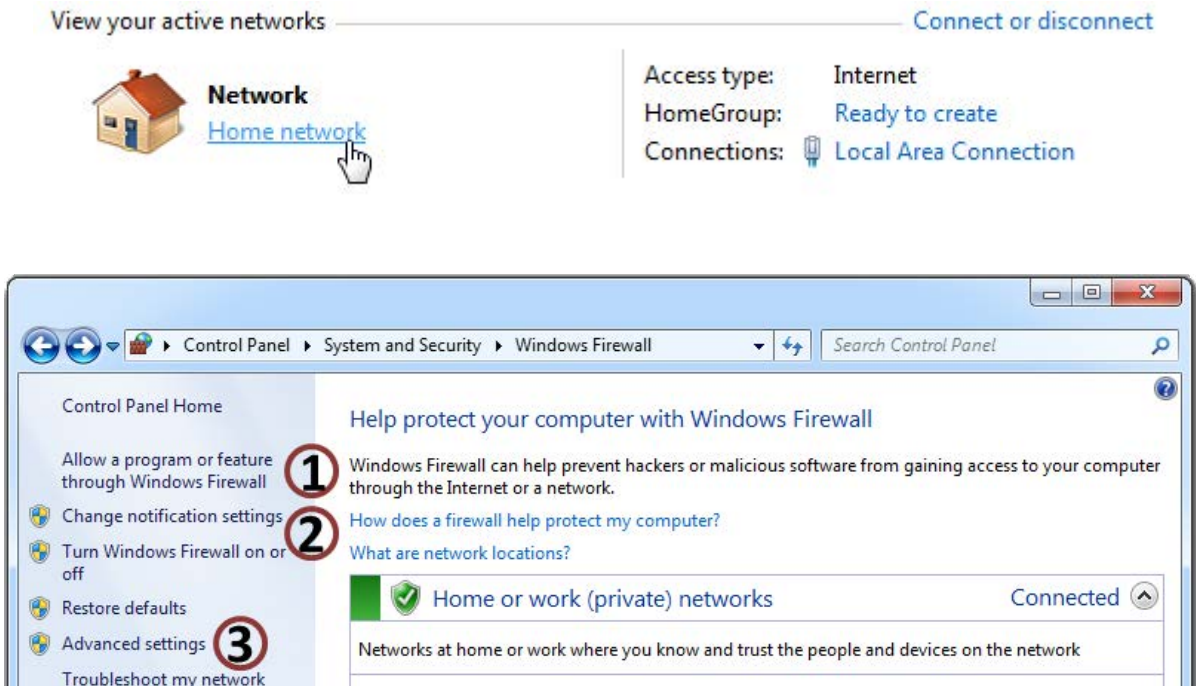 View your active networks Connect or disconnect
Network
Home network
Access type: Internet
HomeGroup: Ready to create
Connections: Local Area Connection
Control Panel System and Security Windows Firewall Search Control Panel
Control Panel Home
Allow a program or feature
through Windows Firewall
1
Change notification settings
2
Turn Windows Firewall on or
off
Restore defaults
Advanced settings
3
Troubleshoot my network
Help protect your computer with Windows Firewall
Windows Firewall can help prevent hackers or malicious software from gaining access to your computer
through the Internet or a network.
How does a firewall help protect my computer?
What are network locations?
Home or work (private) networks Connected
Networks at home or work where you know and trust the people and devices on the network